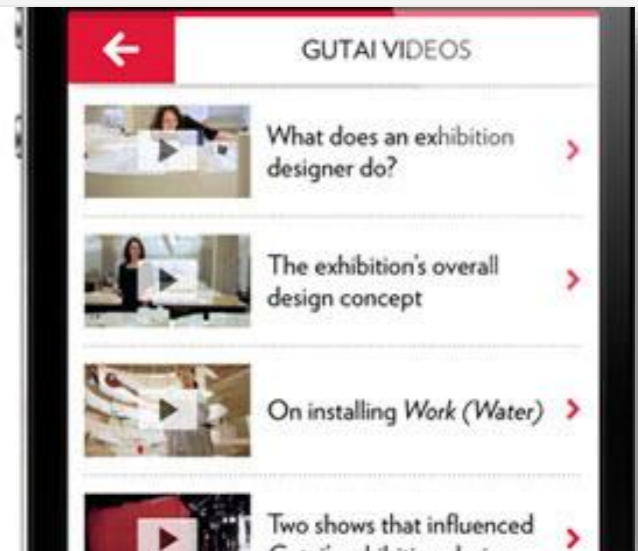 GUTAI VIDEOS
What does an exhibition
designer do?
The exhibition's overall
design concept
On installing Work (Water)
Two shows that influenced